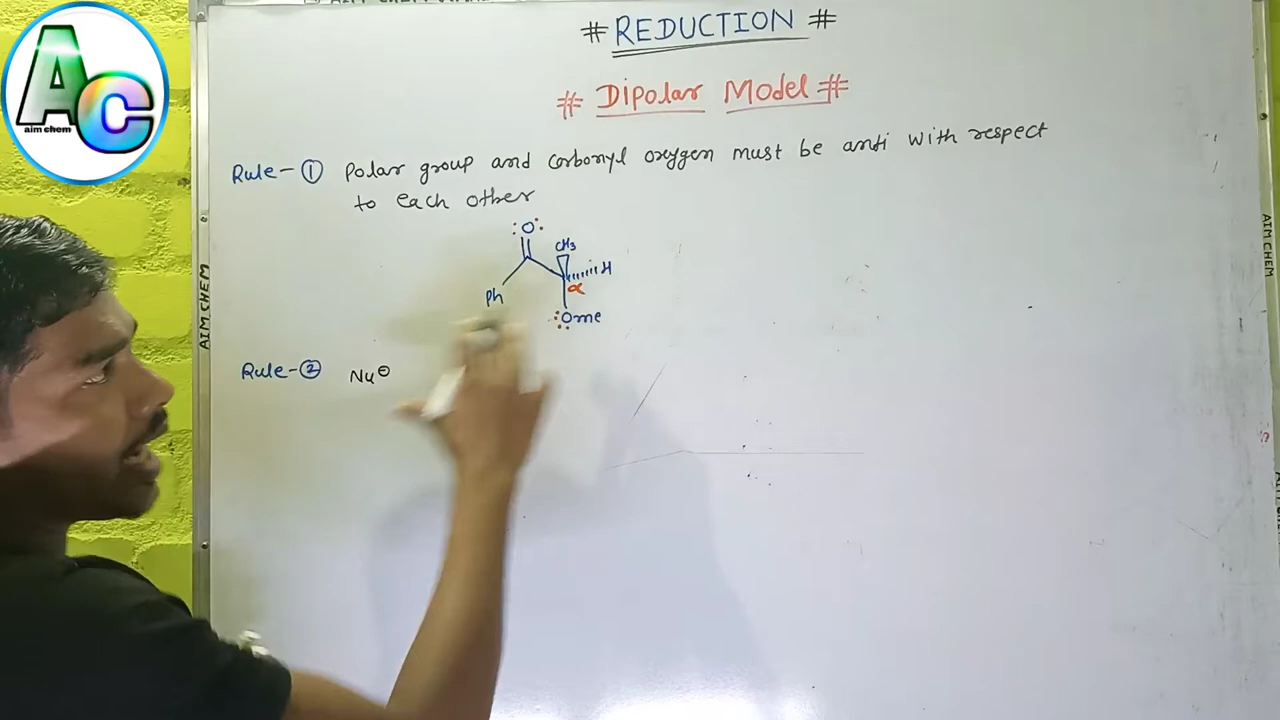 AC
aim chem
# REDUCTION #
# Dipolar Model #
Rule-① Polar group and carbonyl oxygen must be anti with respect
to each other
:O:
CH3
H
α
Ph
:Ome
Rule-② Nu⊖
AIM CHEM
AIM CHEM